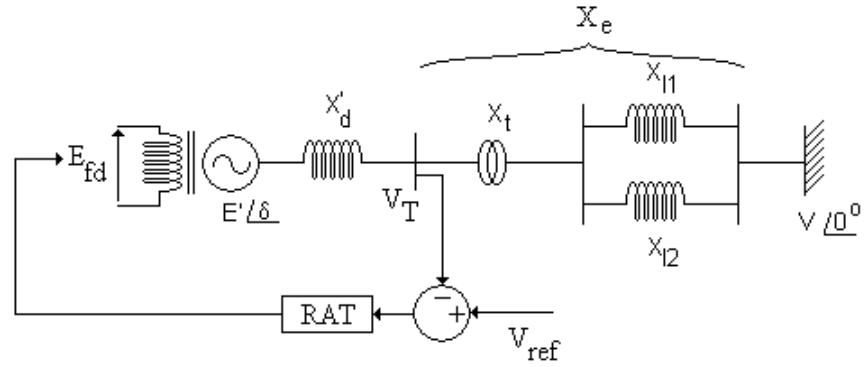 X_e
X_l1
X'_d
X_t
E_fd
V_T
E'/δ
V/0°
X_l2
−
+
RAT
V_ref